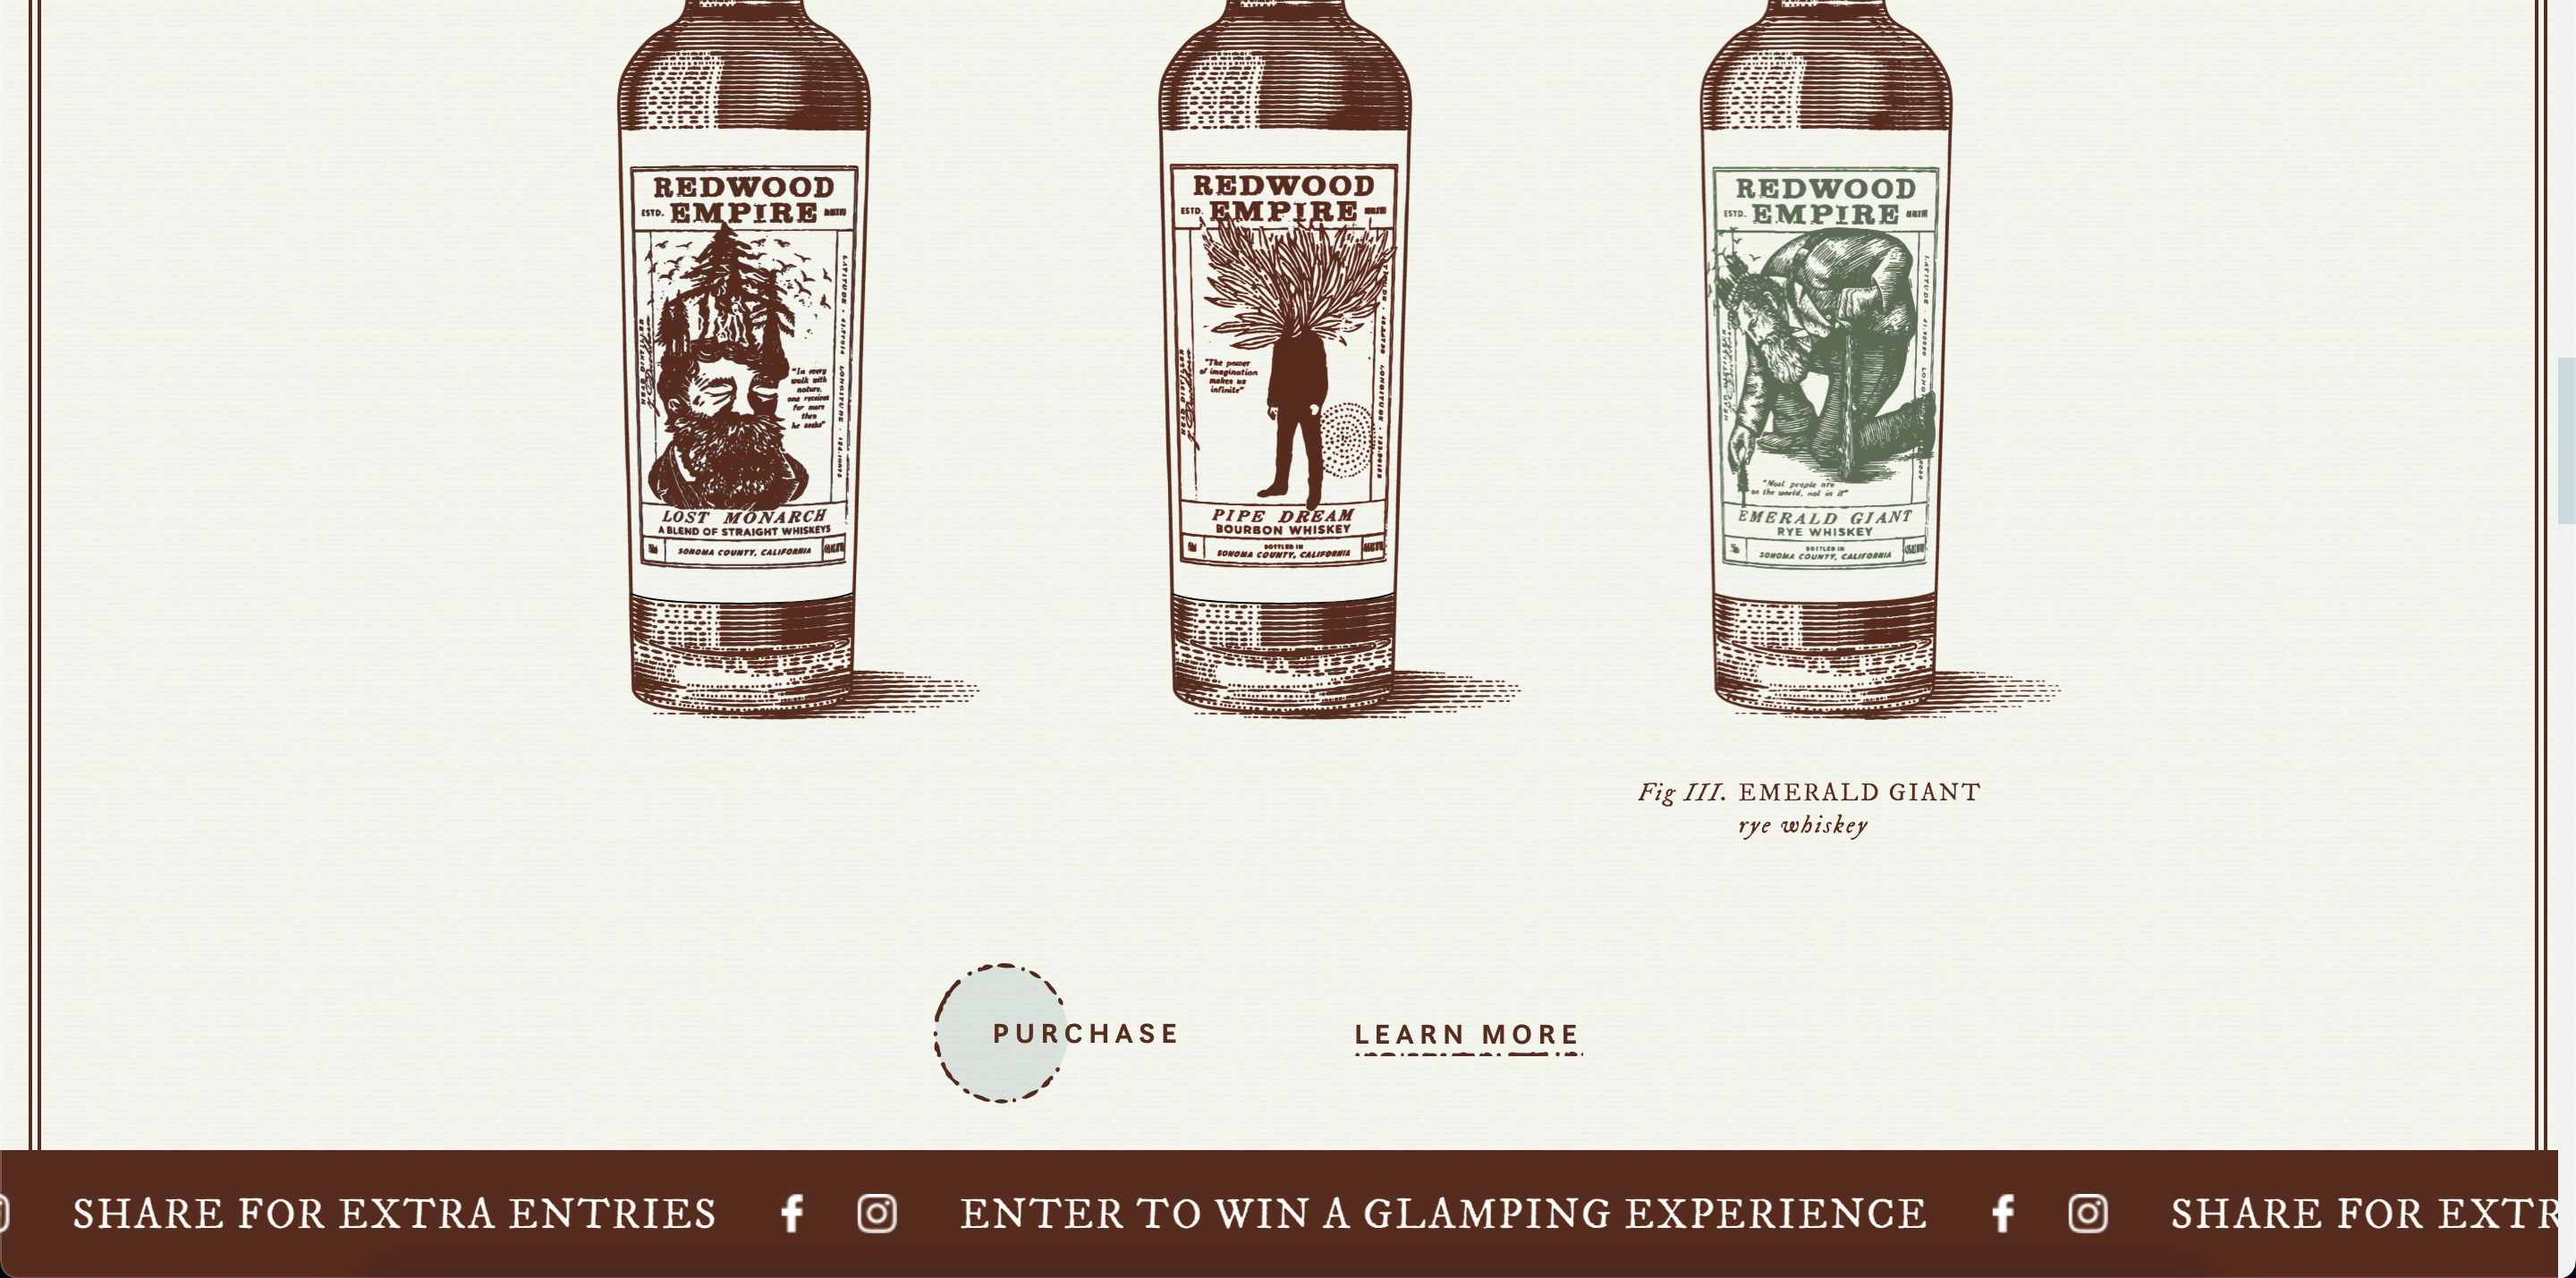 REDWOOD
ESTD. EMPIRE
"In every
walk with
nature,
one receives
far more
then
he seeks"
LOST MONARCH
A BLEND OF STRAIGHT WHISKEYS
SONOMA COUNTY, CALIFORNIA
REDWOOD
ESTD. EMPIRE
"The power
of imagination
makes us
infinite"
PIPE DREAM
BOURBON WHISKEY
BOTTLED IN
SONOMA COUNTY, CALIFORNIA
REDWOOD
ESTD. EMPIRE
"Most people are
on the world, not in it"
EMERALD GIANT
RYE WHISKEY
BOTTLED IN
SONOMA COUNTY, CALIFORNIA
Fig III. EMERALD GIANT
rye whiskey
PURCHASE
LEARN MORE
SHARE FOR EXTRA ENTRIES
ENTER TO WIN A GLAMPING EXPERIENCE
SHARE FOR EXTR